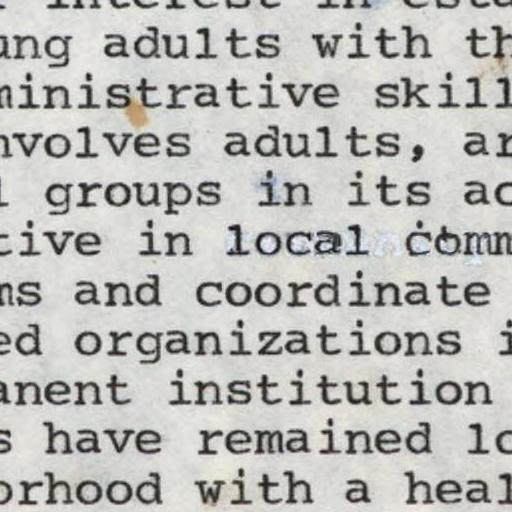 interest in esta
ung adults with th
ministrative skill
nvolves adults, ar
l groups in its ac
tive in local comm
ms and coordinate
ed organizations i
anent institution
s have remained lo
orhood with a heal